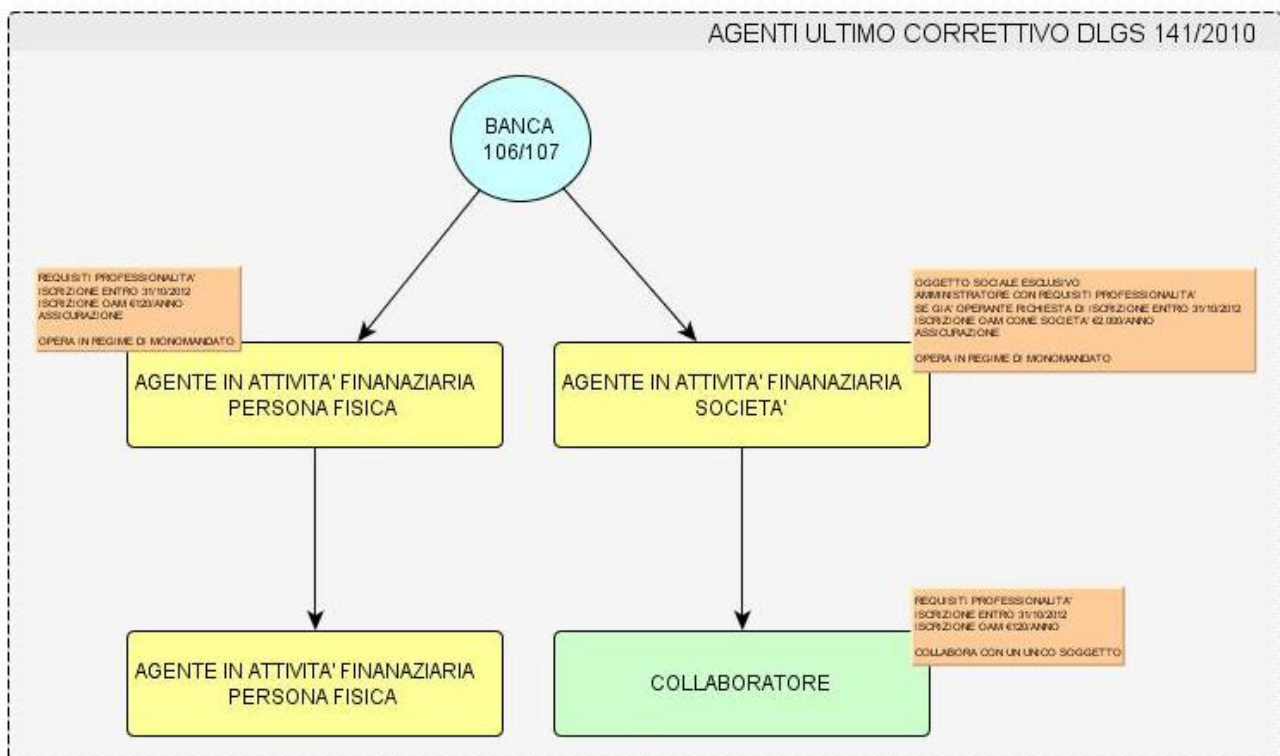 AGENTI ULTIMO CORRETTIVO DLGS 141/2010
BANCA
106/107
REQUISITI PROFESSIONALITA'
ISCRIZIONE ENTRO 31/10/2012
ISCRIZIONE OAM €120/ANNO
ASSICURAZIONE
OPERA IN REGIME DI MONOMANDATO
OGGETTO SOCIALE ESCLUSIVO
AMMINISTRATORE CON REQUISITI PROFESSIONALITA'
SE GIA' OPERANTE RICHIESTA DI ISCRIZIONE ENTRO 31/10/2012
ISCRIZIONE OAM COME SOCIETA' €2.000/ANNO
ASSICURAZIONE
OPERA IN REGIME DI MONOMANDATO
AGENTE IN ATTIVITA' FINANAZIARIA
PERSONA FISICA
AGENTE IN ATTIVITA' FINANAZIARIA
SOCIETA'
REQUISITI PROFESSIONALITA'
ISCRIZIONE ENTRO 31/10/2012
ISCRIZIONE OAM €120/ANNO
COLLABORA CON UN UNICO SOGGETTO
AGENTE IN ATTIVITA' FINANAZIARIA
PERSONA FISICA
COLLABORATORE